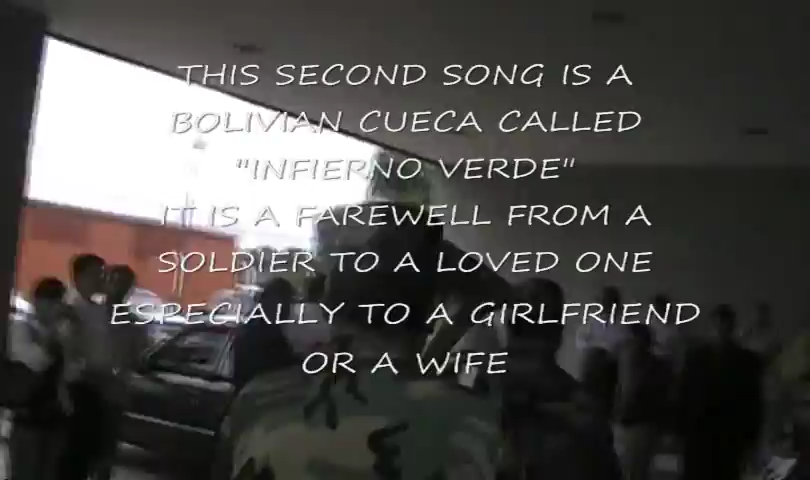 THIS SECOND SONG IS A
BOLIVIAN CUECA CALLED
"INFIERNO VERDE"
IT IS A FAREWELL FROM A
SOLDIER TO A LOVED ONE
ESPECIALLY TO A GIRLFRIEND
OR A WIFE